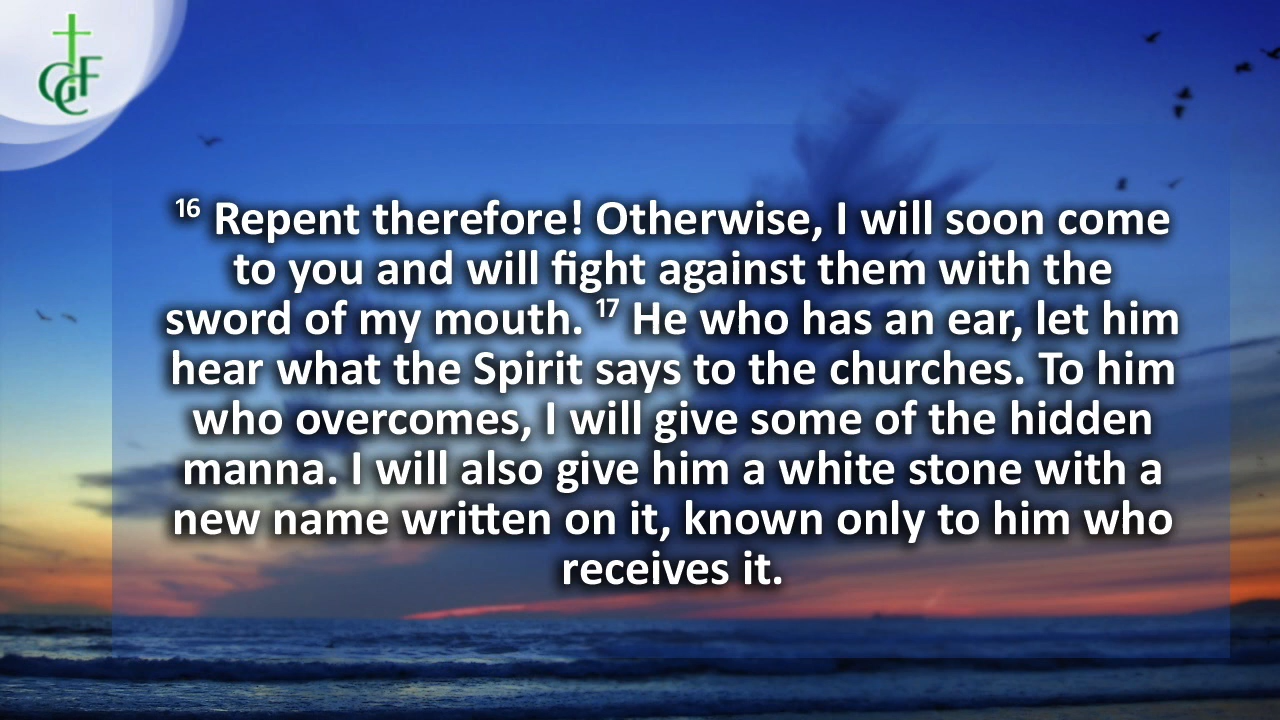 GCF
16 Repent therefore! Otherwise, I will soon come
to you and will fight against them with the
sword of my mouth. 17 He who has an ear, let him
hear what the Spirit says to the churches. To him
who overcomes, I will give some of the hidden
manna. I will also give him a white stone with a
new name written on it, known only to him who
receives it.